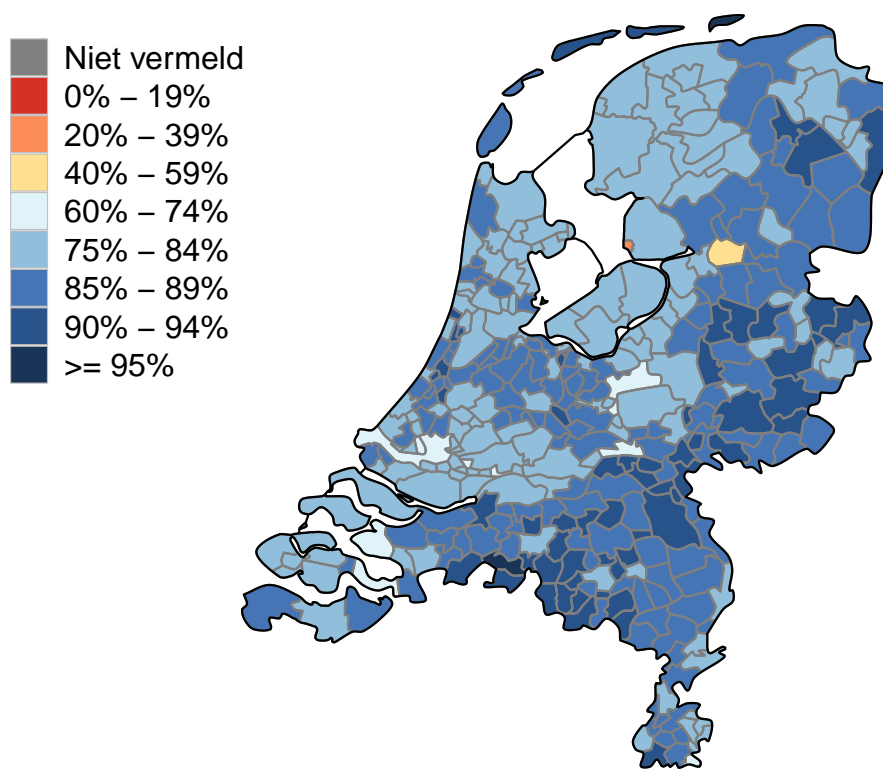 Niet vermeld
0% – 19%
20% – 39%
40% – 59%
60% – 74%
75% – 84%
85% – 89%
90% – 94%
>= 95%